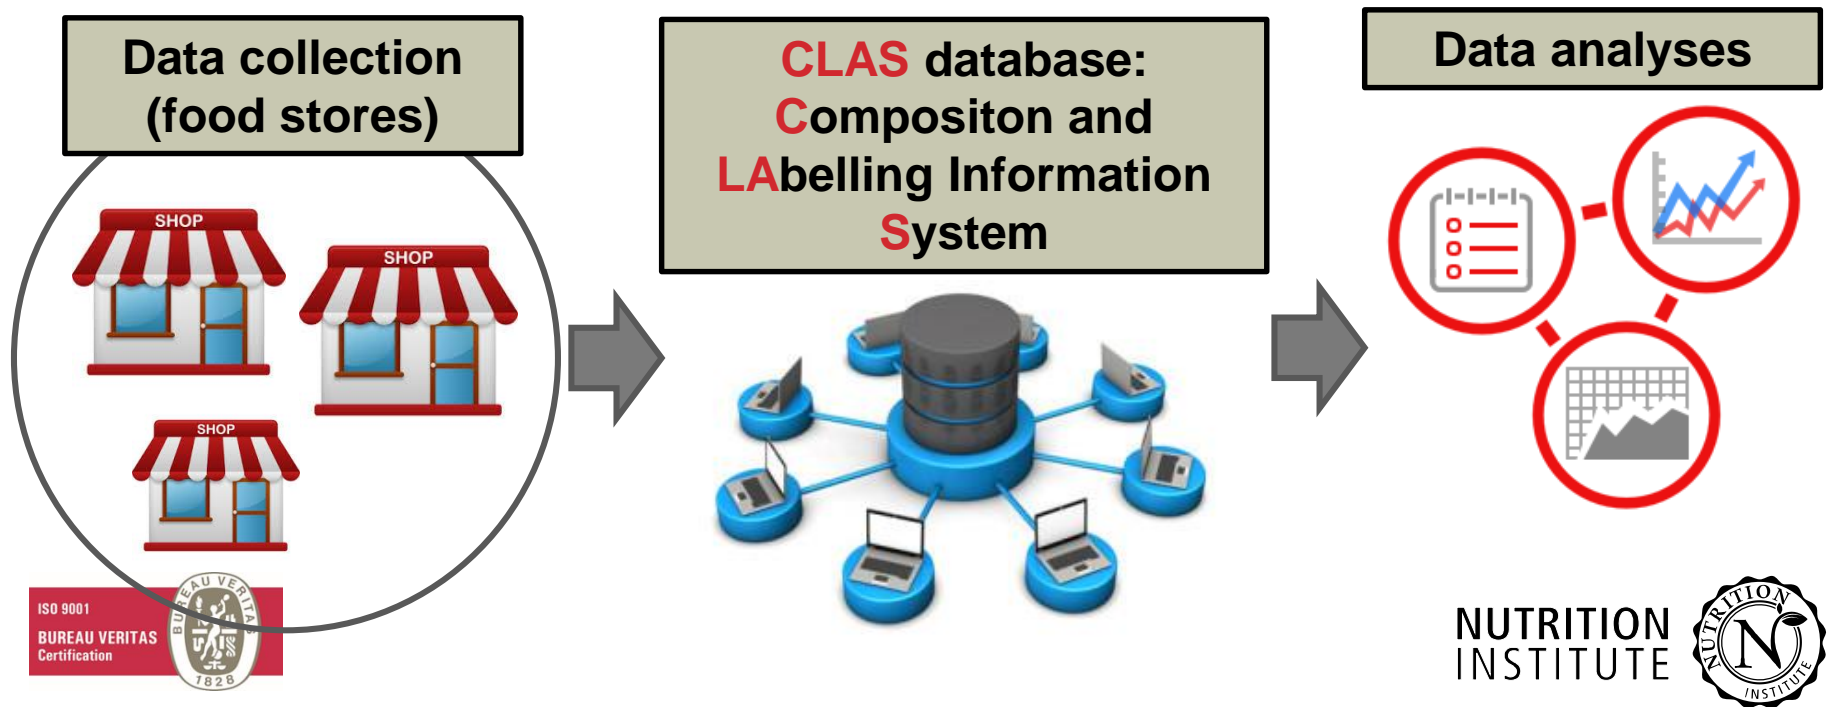 Data collection
(food stores)
CLAS database:
Compositon and
LAbelling Information
System
Data analyses
SHOP
SHOP
SHOP
ISO 9001
BUREAU VERITAS
Certification
BUREAU VERITAS
1828
NUTRITION
INSTITUTE
NUTRITION
N
INSTITUTE